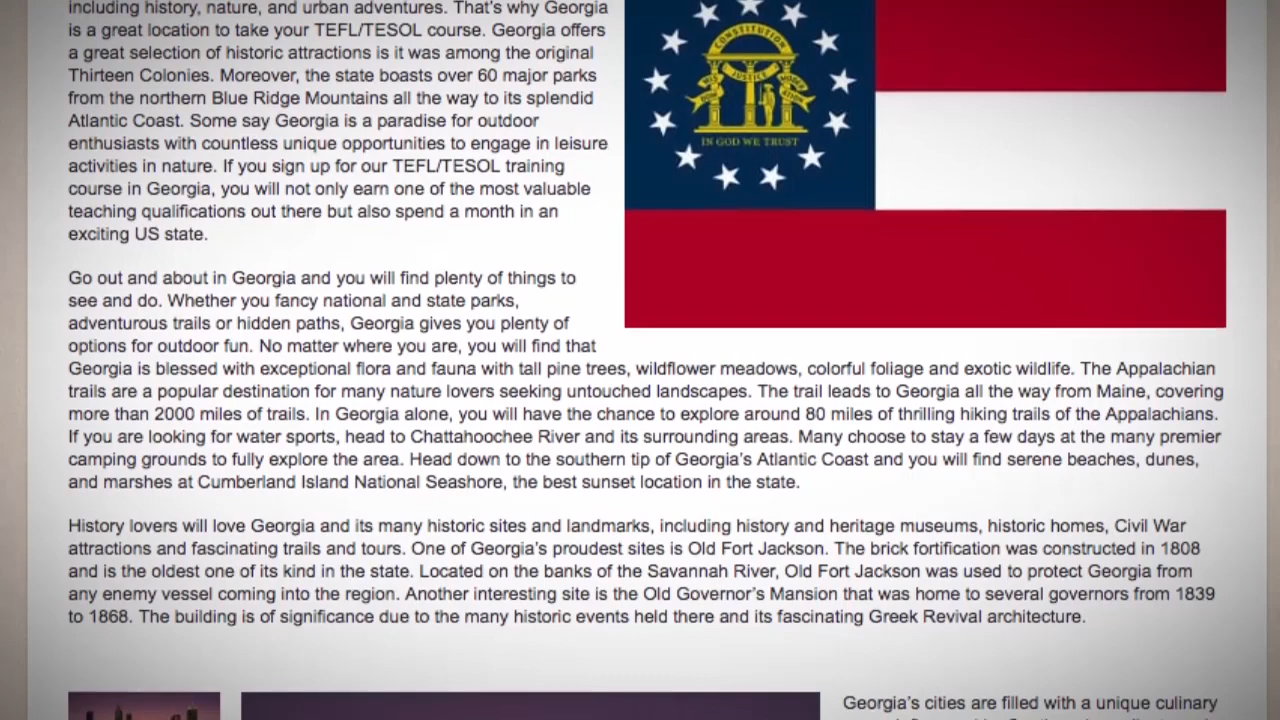 including history, nature, and urban adventures. That's why Georgia
is a great location to take your TEFL/TESOL course. Georgia offers
a great selection of historic attractions is it was among the original
Thirteen Colonies. Moreover, the state boasts over 60 major parks
from the northern Blue Ridge Mountains all the way to its splendid
Atlantic Coast. Some say Georgia is a paradise for outdoor
enthusiasts with countless unique opportunities to engage in leisure
activities in nature. If you sign up for our TEFL/TESOL training
course in Georgia, you will not only earn one of the most valuable
teaching qualifications out there but also spend a month in an
exciting US state.
CONSTITUTION
WISDOM JUSTICE MODERATION
IN GOD WE TRUST
Go out and about in Georgia and you will find plenty of things to
see and do. Whether you fancy national and state parks,
adventurous trails or hidden paths, Georgia gives you plenty of
options for outdoor fun. No matter where you are, you will find that
Georgia is blessed with exceptional flora and fauna with tall pine trees, wildflower meadows, colorful foliage and exotic wildlife. The Appalachian
trails are a popular destination for many nature lovers seeking untouched landscapes. The trail leads to Georgia all the way from Maine, covering
more than 2000 miles of trails. In Georgia alone, you will have the chance to explore around 80 miles of thrilling hiking trails of the Appalachians.
If you are looking for water sports, head to Chattahoochee River and its surrounding areas. Many choose to stay a few days at the many premier
camping grounds to fully explore the area. Head down to the southern tip of Georgia's Atlantic Coast and you will find serene beaches, dunes,
and marshes at Cumberland Island National Seashore, the best sunset location in the state.
History lovers will love Georgia and its many historic sites and landmarks, including history and heritage museums, historic homes, Civil War
attractions and fascinating trails and tours. One of Georgia's proudest sites is Old Fort Jackson. The brick fortification was constructed in 1808
and is the oldest one of its kind in the state. Located on the banks of the Savannah River, Old Fort Jackson was used to protect Georgia from
any enemy vessel coming into the region. Another interesting site is the Old Governor's Mansion that was home to several governors from 1839
to 1868. The building is of significance due to the many historic events held there and its fascinating Greek Revival architecture.
Georgia's cities are filled with a unique culinary